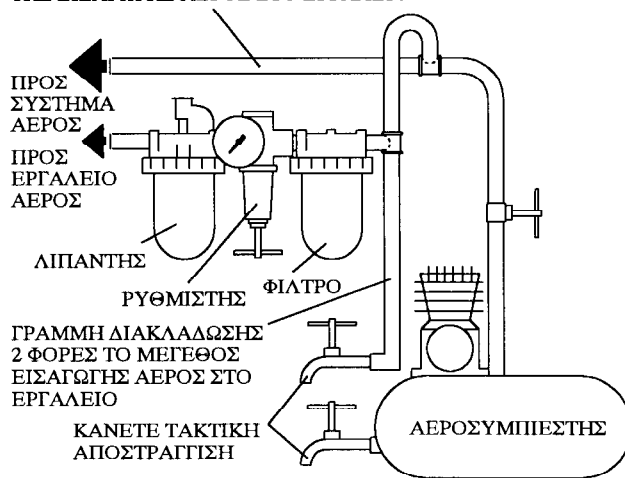 ΠΡΟΣ
ΣΥΣΤΗΜΑ
ΑΕΡΟΣ
ΠΡΟΣ
ΕΡΓΑΛΕΙΟ
ΑΕΡΟΣ
ΛΙΠΑΝΤΗΣ
ΡΥΘΜΙΣΤΗΣ
ΦΙΛΤΡΟ
ΓΡΑΜΜΗ ΔΙΑΚΛΑΔΩΣΗΣ
2 ΦΟΡΕΣ ΤΟ ΜΕΓΕΘΟΣ
ΕΙΣΑΓΩΓΗΣ ΑΕΡΟΣ ΣΤΟ
ΕΡΓΑΛΕΙΟ
ΚΑΝΕΤΕ ΤΑΚΤΙΚΗ
ΑΠΟΣΤΡΑΓΓΙΣΗ
ΑΕΡΟΣΥΜΠΙΕΣΤΗΣ